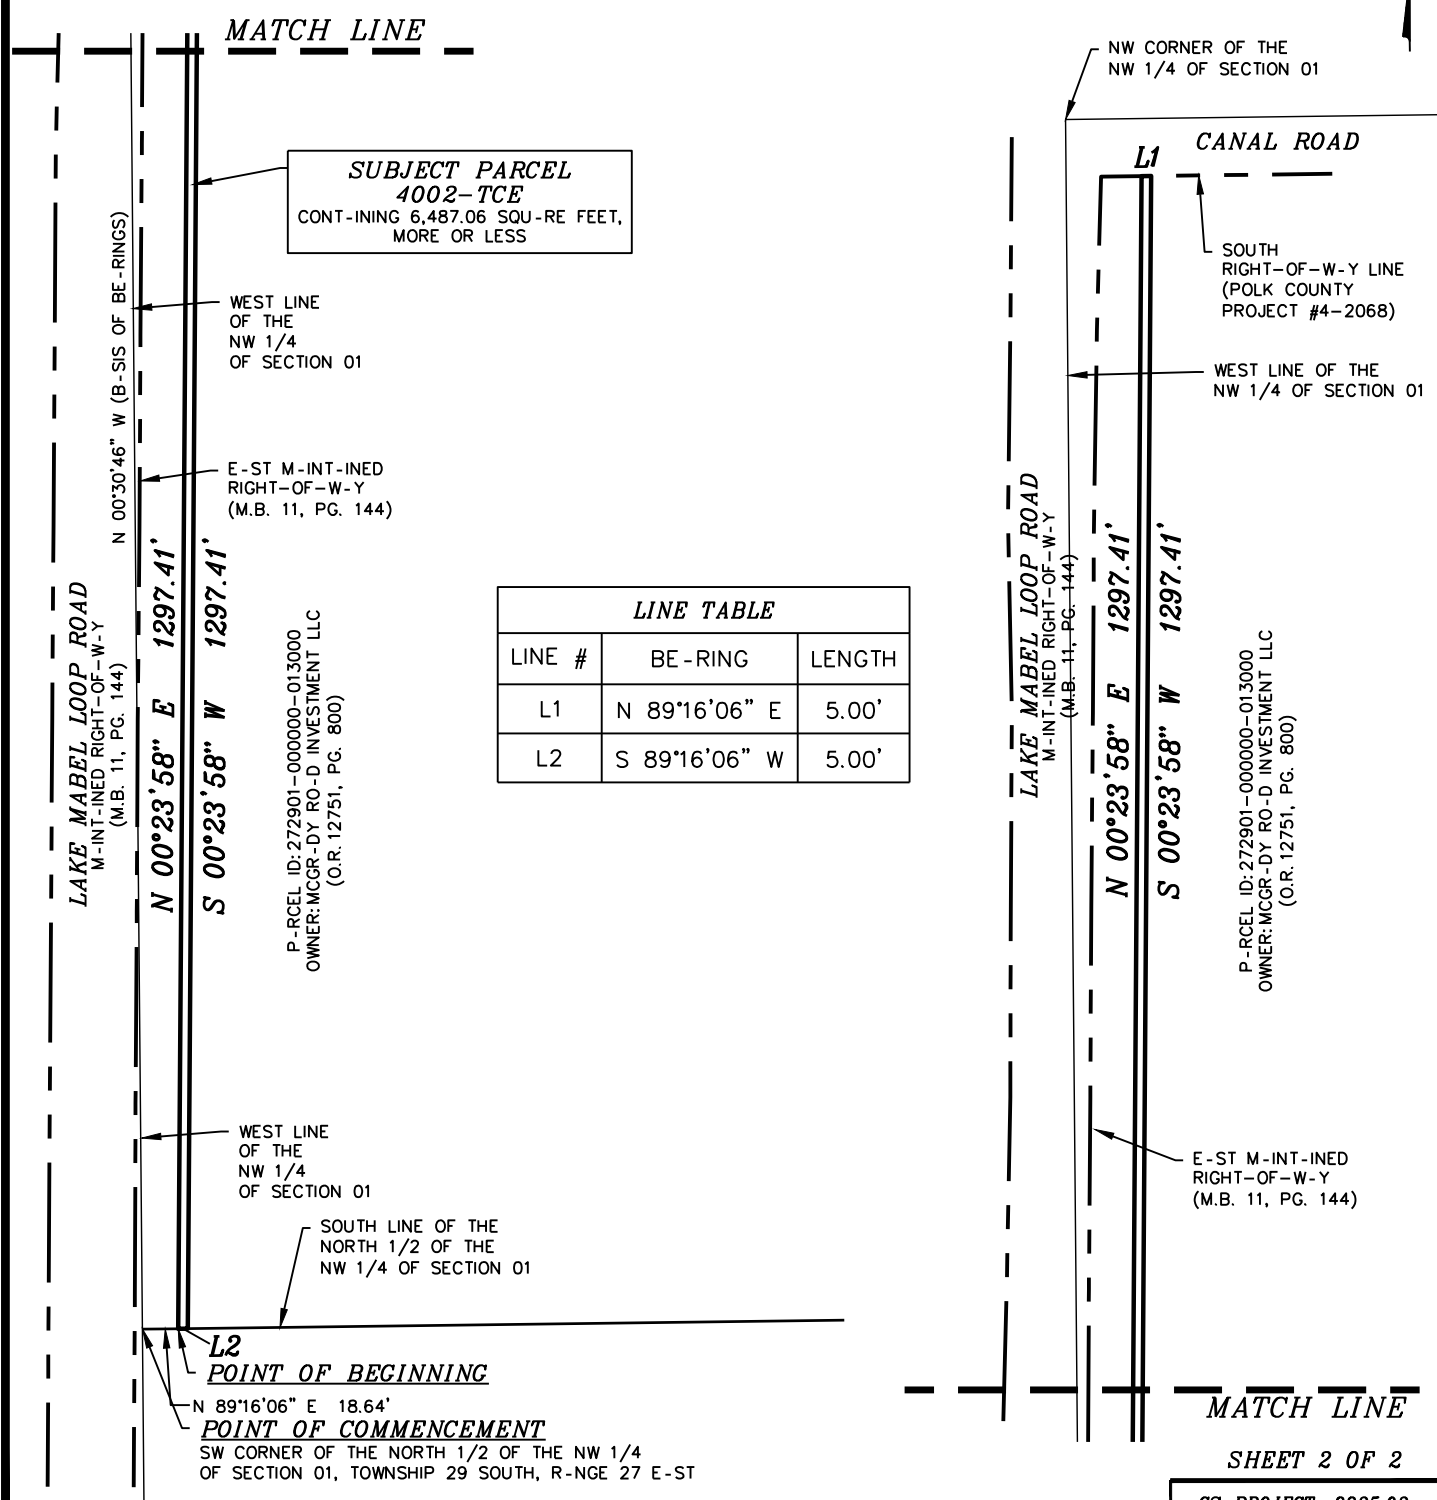 MATCH LINE
SUBJECT PARCEL
4002-TCE
CONT-INING 6,487.06 SQU-RE FEET,
MORE OR LESS
N 00°30'46" W (B-SIS OF BE-RINGS)
WEST LINE
OF THE
NW 1/4
OF SECTION 01
E-ST M-INT-INED
RIGHT-OF-W-Y
(M.B. 11, PG. 144)
LAKE MABEL LOOP ROAD
M-INT-INED RIGHT-OF-W-Y
(M.B. 11, PG. 144)
N 00°23'58" E 1297.41'
S 00°23'58" W 1297.41'
P-RCEL ID: 272901-000000-013000
OWNER: MCGR-DY RO-D INVESTMENT LLC
(O.R. 12751, PG. 800)
LINE TABLE
LINE # BE-RING LENGTH
L1 N 89°16'06" E 5.00'
L2 S 89°16'06" W 5.00'
WEST LINE
OF THE
NW 1/4
OF SECTION 01
SOUTH LINE OF THE
NORTH 1/2 OF THE
NW 1/4 OF SECTION 01
L2
POINT OF BEGINNING
N 89°16'06" E 18.64'
POINT OF COMMENCEMENT
SW CORNER OF THE NORTH 1/2 OF THE NW 1/4
OF SECTION 01, TOWNSHIP 29 SOUTH, R-NGE 27 E-ST
NW CORNER OF THE
NW 1/4 OF SECTION 01
CANAL ROAD
L1
SOUTH
RIGHT-OF-W-Y LINE
(POLK COUNTY
PROJECT #4-2068)
WEST LINE OF THE
NW 1/4 OF SECTION 01
LAKE MABEL LOOP ROAD
M-INT-INED RIGHT-OF-W-Y
(M.B. 11, PG. 144)
N 00°23'58" E 1297.41'
S 00°23'58" W 1297.41'
P-RCEL ID: 272901-000000-013000
OWNER: MCGR-DY RO-D INVESTMENT LLC
(O.R. 12751, PG. 800)
E-ST M-INT-INED
RIGHT-OF-W-Y
(M.B. 11, PG. 144)
MATCH LINE
SHEET 2 OF 2